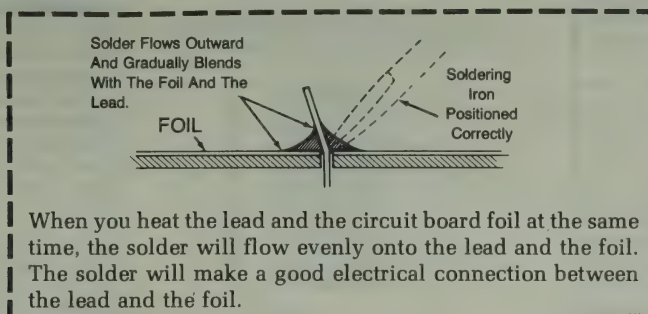 Solder Flows Outward
And Gradually Blends
With The Foil And The
Lead.
FOIL
Soldering
Iron
Positioned
Correctly
When you heat the lead and the circuit board foil at the same
time, the solder will flow evenly onto the lead and the foil.
The solder will make a good electrical connection between
the lead and the foil.